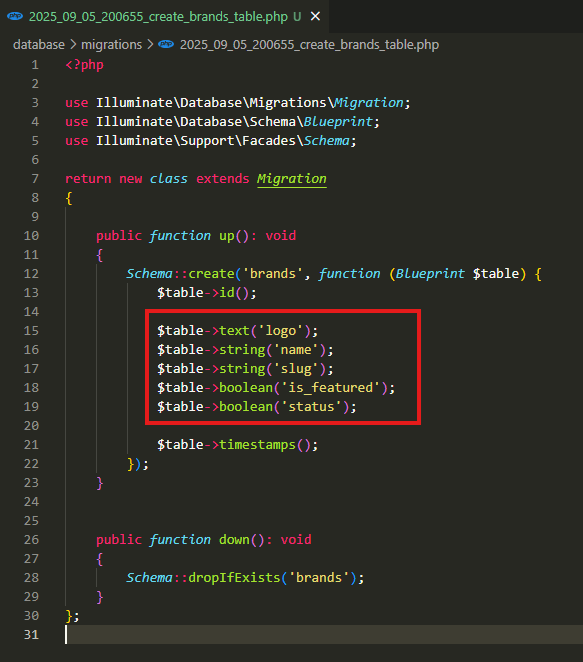 2025_09_05_200655_create_brands_table.php U ×
database > migrations > php 2025_09_05_200655_create_brands_table.php
1 <?php
2
3 use Illuminate\Database\Migrations\Migration;
4 use Illuminate\Database\Schema\Blueprint;
5 use Illuminate\Support\Facades\Schema;
6
7 return new class extends Migration
8 {
9
10     public function up(): void
11     {
12         Schema::create('brands', function (Blueprint $table) {
13             $table->id();
14
15             $table->text('logo');
16             $table->string('name');
17             $table->string('slug');
18             $table->boolean('is_featured');
19             $table->boolean('status');
20
21             $table->timestamps();
22         });
23     }
24
25
26     public function down(): void
27     {
28         Schema::dropIfExists('brands');
29     }
30 };
31